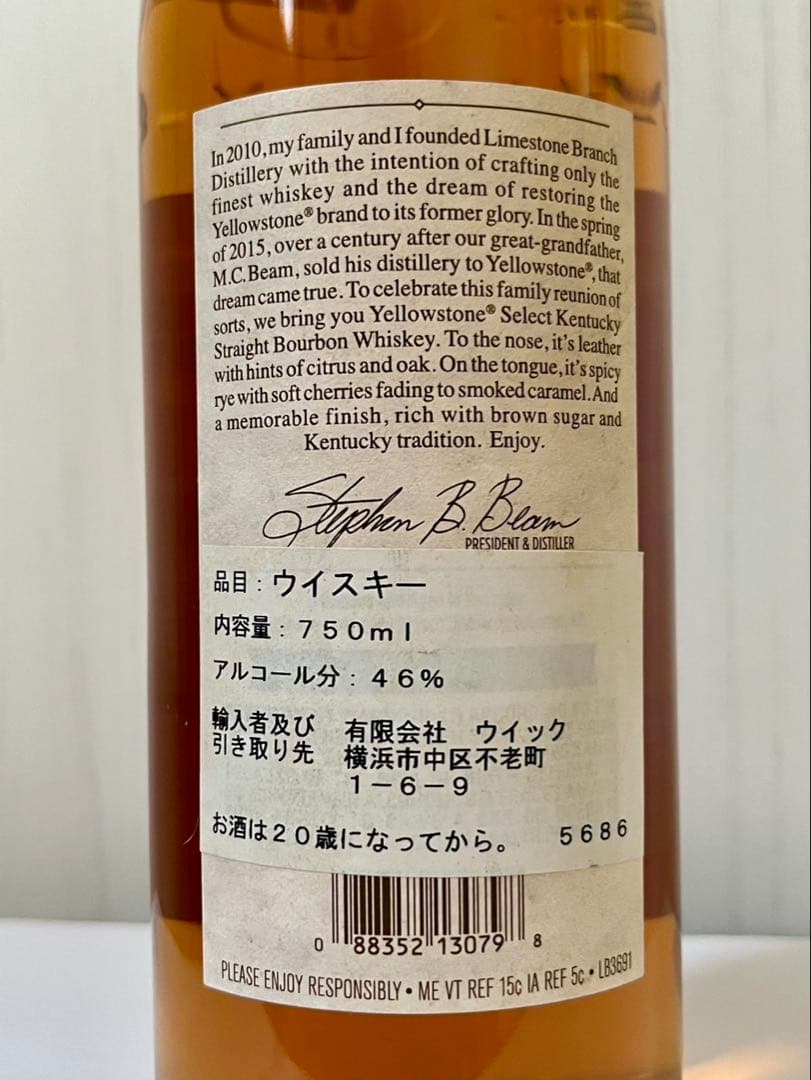 In 2010, my family and I founded Limestone Branch
Distillery with the intention of crafting only the
finest whiskey and the dream of restoring the
Yellowstone® brand to its former glory. In the spring
of 2015, over a century after our great-grandfather,
M.C. Beam, sold his distillery to Yellowstone®, that
dream came true. To celebrate this family reunion of
sorts, we bring you Yellowstone® Select Kentucky
Straight Bourbon Whiskey. To the nose, it's leather
with hints of citrus and oak. On the tongue, it's spicy
rye with soft cherries fading to smoked caramel. And
a memorable finish, rich with brown sugar and
Kentucky tradition. Enjoy.
Stephen B. Beam
PRESIDENT & DISTILLER
品目：ウイスキー
内容量：７５０ｍｌ
アルコール分：４６％
輸入者及び 有限会社 ウイック
引き取り先 横浜市中区不老町
１－６－９
お酒は２０歳になってから。 ５６８６
0 88352 13079 8
PLEASE ENJOY RESPONSIBLY • ME VT REF 15¢ IA REF 5¢ • LB3691